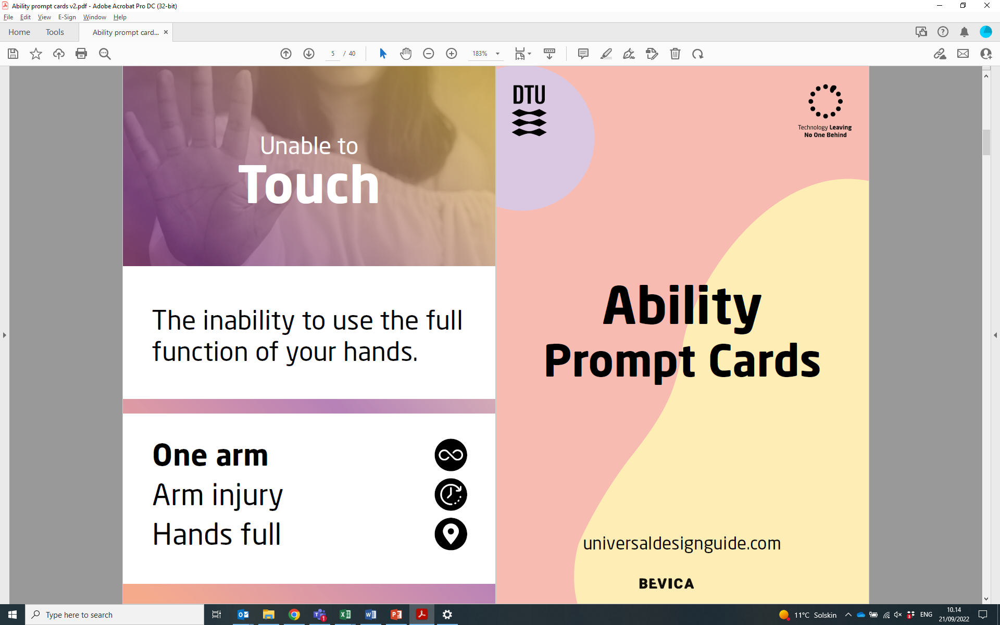 Ability prompt cards v2.pdf - Adobe Acrobat Pro DC (32-bit)
File Edit View E-Sign Window Help
Home Tools Ability prompt card...
5 / 40 183%
Unable to
Touch
The inability to use the full
function of your hands.
One arm
Arm injury
Hands full
DTU
Technology Leaving
No One Behind
Ability
Prompt Cards
universaldesignguide.com
BEVICA
Type here to search
1
3
11°C Solskin
ENG
10.14
21/09/2022